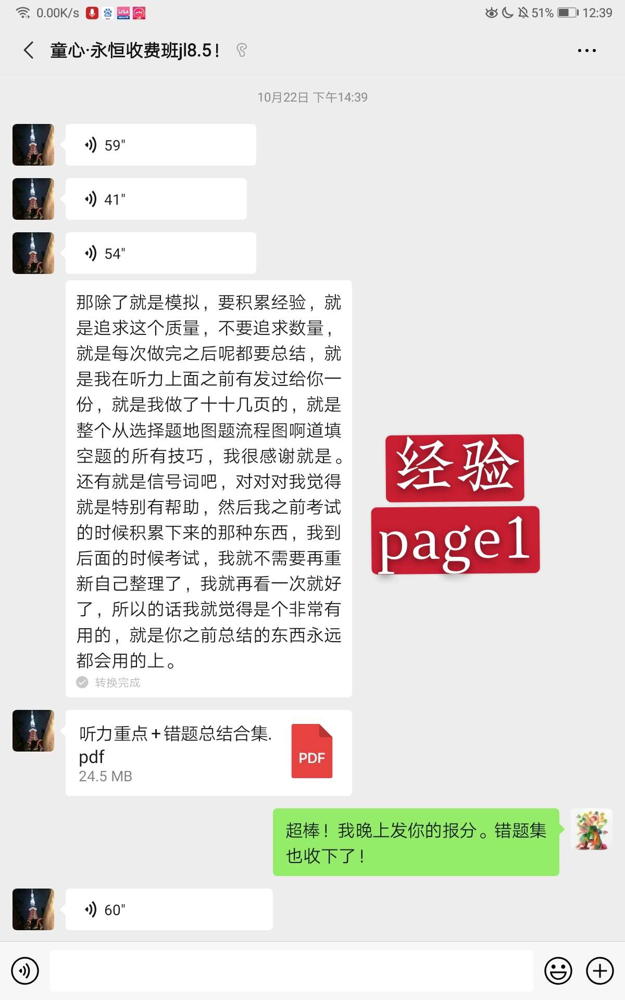 0.00K/s
51%
12:39
童心·永恒收费班jl8.5！
10月22日 下午14:39
59"
41"
54"
那除了就是模拟，要积累经验，就
是追求这个质量，不要追求数量，
就是每次做完之后呢都要总结，就
是我在听力上面之前有发过给你一
份，就是我做了十十几页的，就是
整个从选择题地图题流程图啊道填
空题的所有技巧，我很感谢就是。
还有就是信号词吧，对对对我觉得
就是特别有帮助，然后我之前考试
的时候积累下来的那种东西，我到
后面的时候考试，我就不需要再重
新自己整理了，我就再看一次就好
了，所以的话我就觉得是个非常有
用的，就是你之前总结的东西永远
都会用的上。
转换完成
经验
page1
听力重点+错题总结合集.
pdf
24.5 MB
PDF
超棒！我晚上发你的报分。错题集
也收下了！
60"